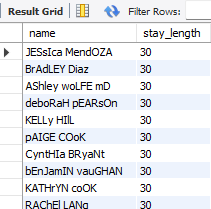 Result Grid Filter Rows:
name stay_length
JESsIca MendOZA 30
BrAdLEY Diaz 30
AShley woLFE mD 30
deboRaH pEARsOn 30
KELLy HIlL 30
pAIGE COoK 30
CyntHIa BRyaNt 30
bEnJamIN vauGHAN 30
KATHrYN coOK 30
RAChEl LANg 30